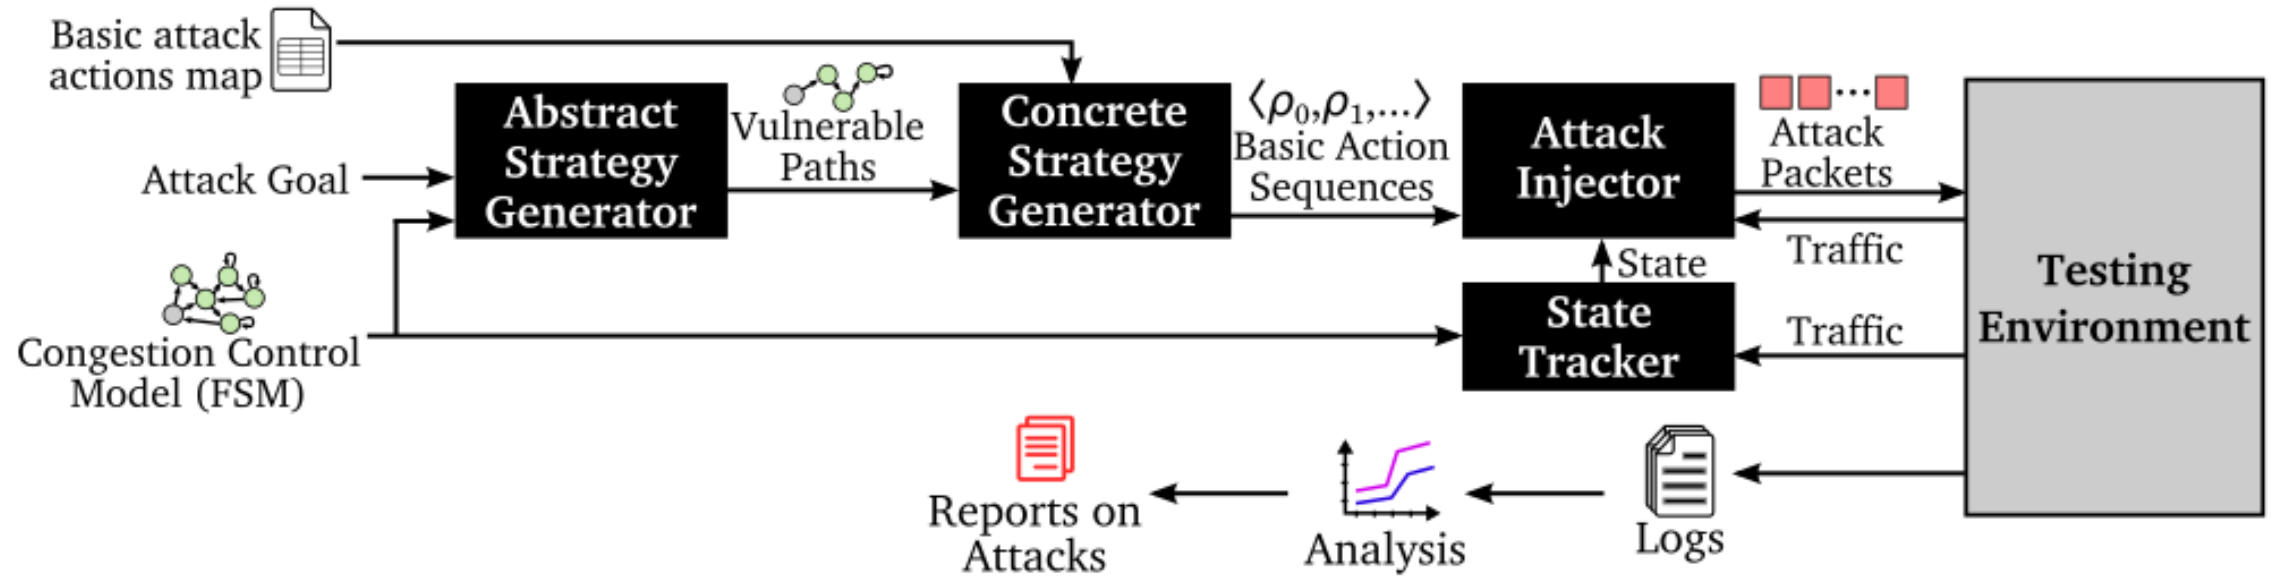 Basic attack
actions map
Attack Goal
Congestion Control
Model (FSM)
Abstract
Strategy
Generator
Vulnerable
Paths
Concrete
Strategy
Generator
⟨ρ₀,ρ₁,...⟩
Basic Action
Sequences
Attack
Injector
State
State
Tracker
Attack
Packets
Traffic
Traffic
Testing
Environment
Logs
Analysis
Reports on
Attacks